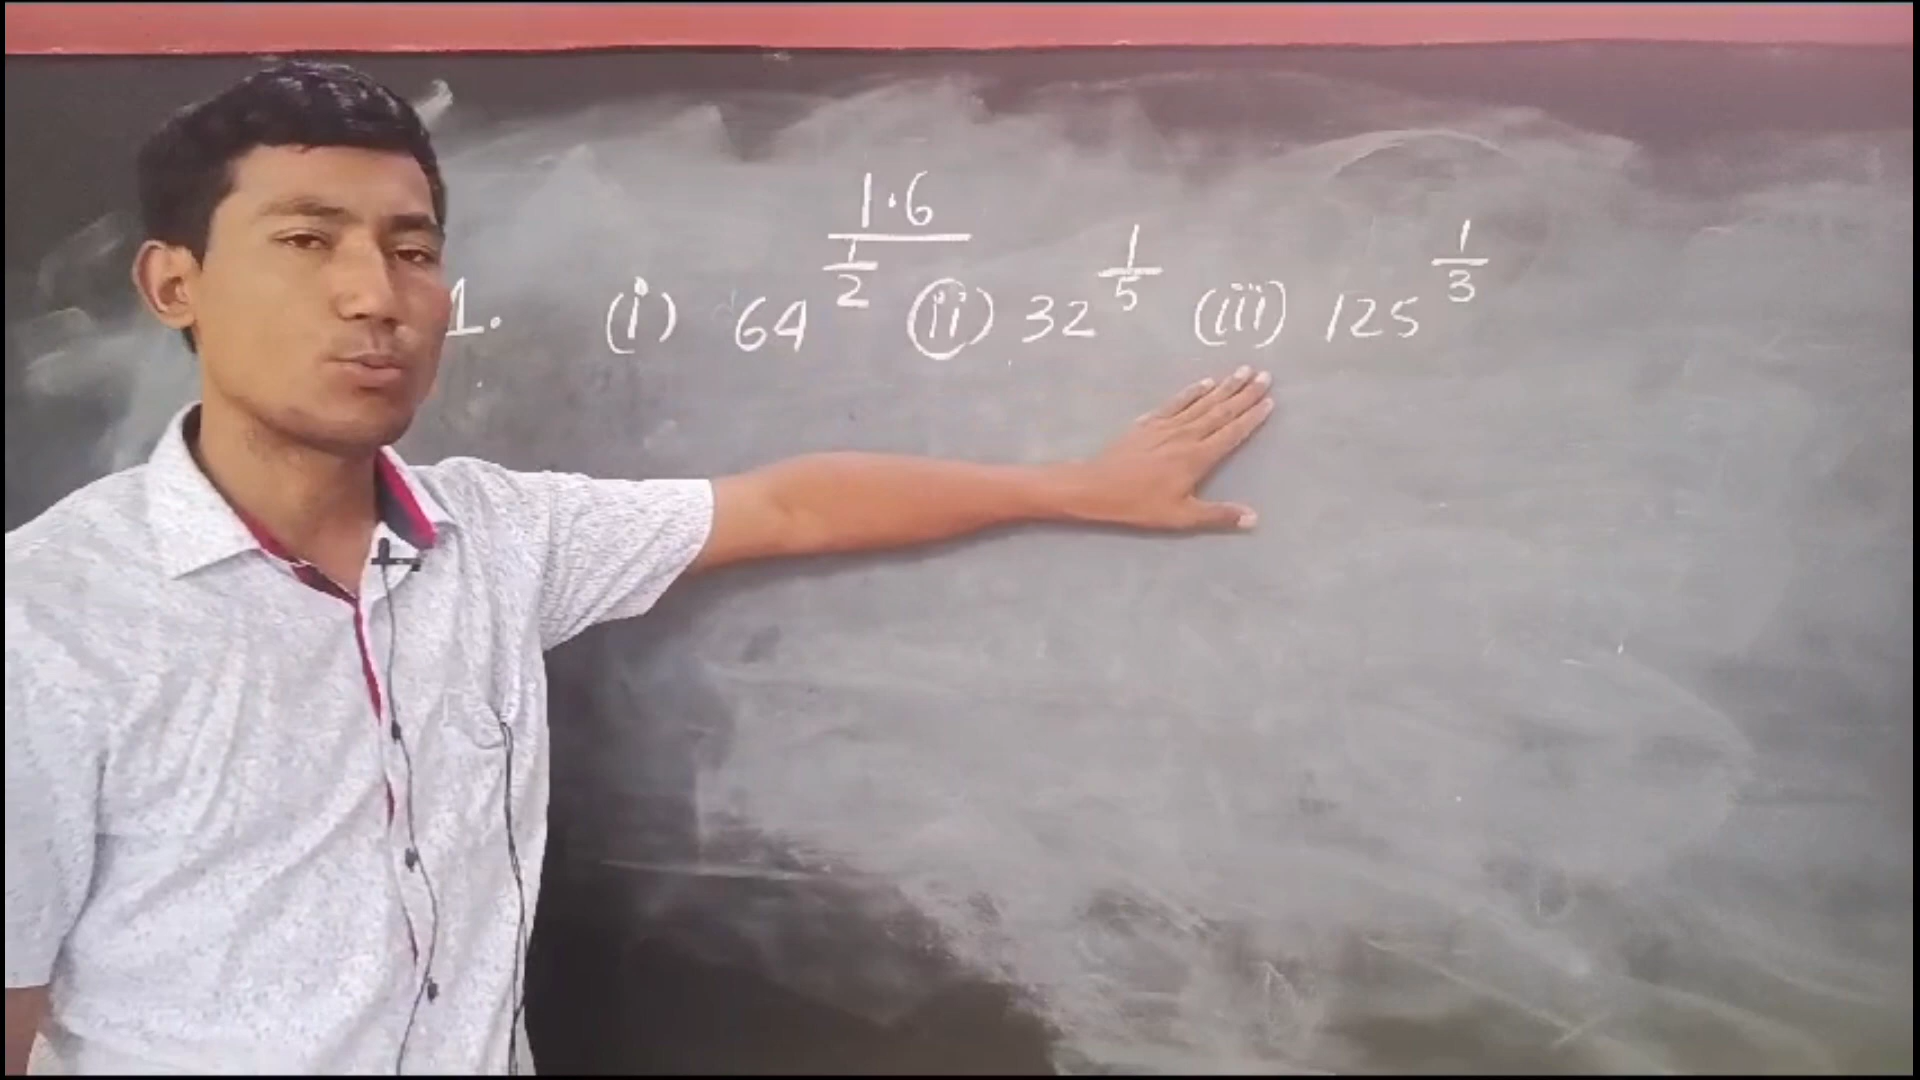 1.6
1. (i) 64^{1/2} (ii) 32^{1/5} (iii) 125^{1/3}